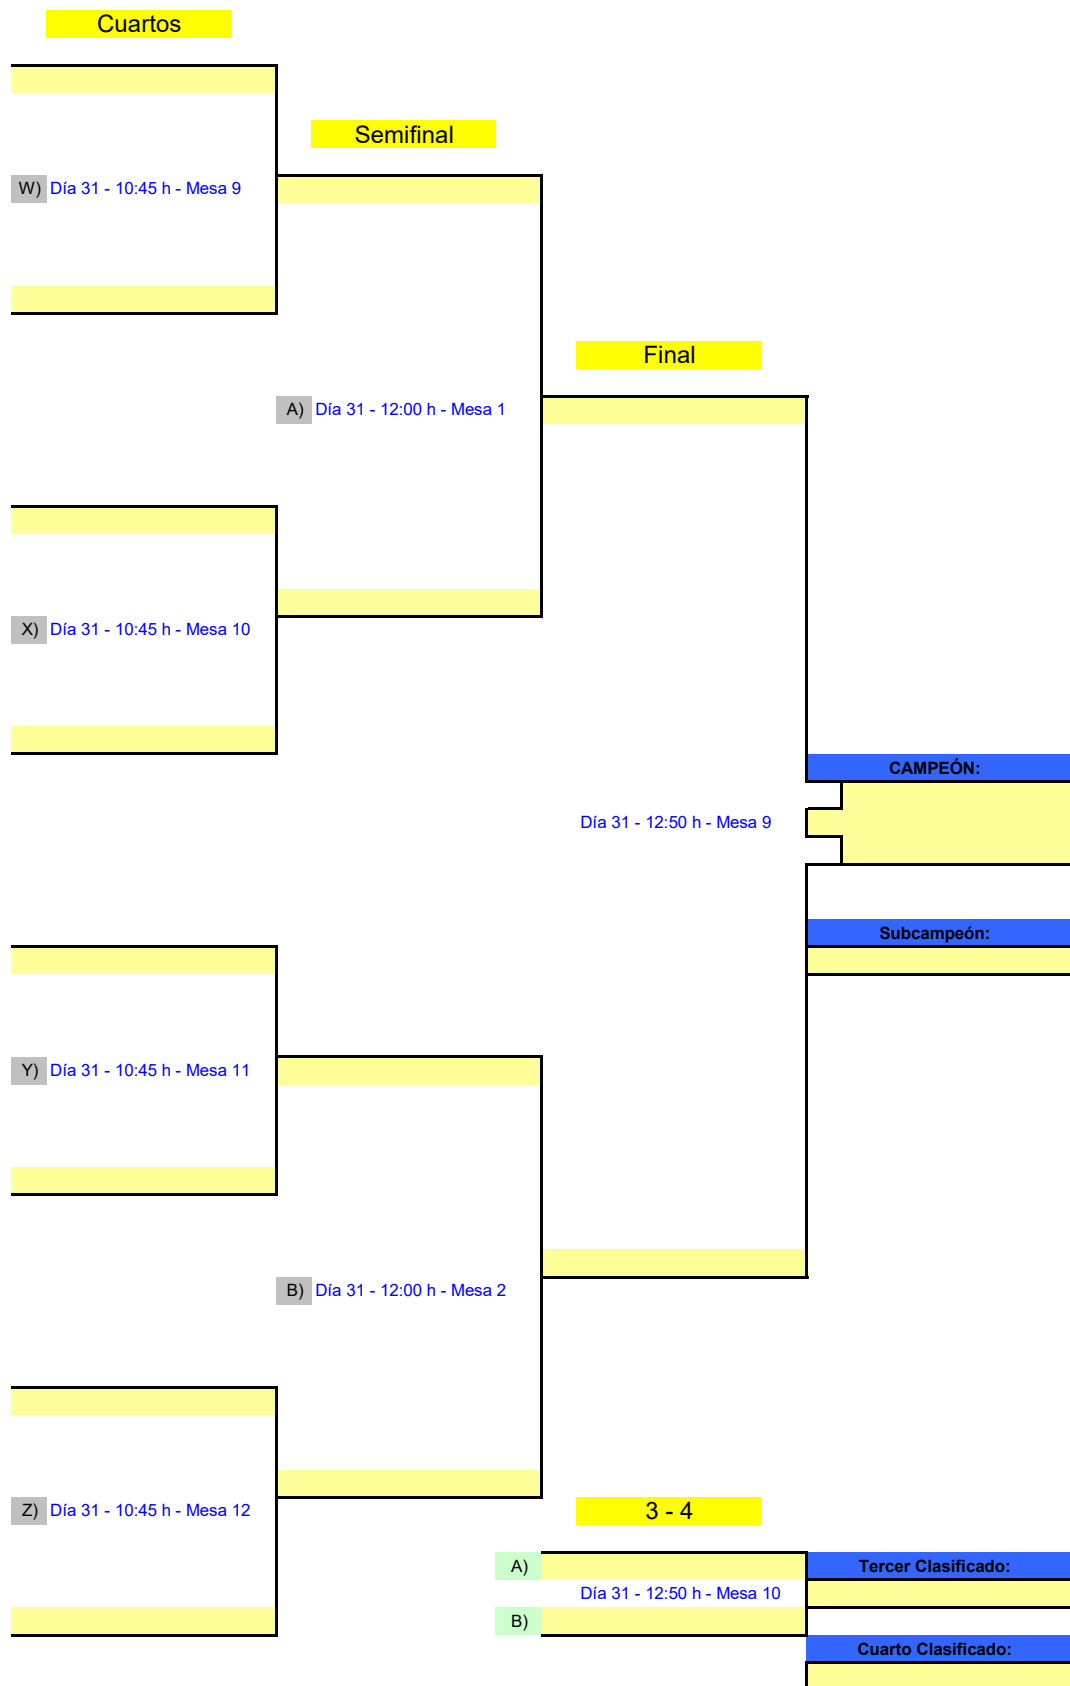 Cuartos
Semifinal
W) Día 31 - 10:45 h - Mesa 9
Final
A) Día 31 - 12:00 h - Mesa 1
X) Día 31 - 10:45 h - Mesa 10
CAMPEÓN:
Día 31 - 12:50 h - Mesa 9
Subcampeón:
Y) Día 31 - 10:45 h - Mesa 11
B) Día 31 - 12:00 h - Mesa 2
Z) Día 31 - 10:45 h - Mesa 12
3 - 4
A)
Tercer Clasificado:
Día 31 - 12:50 h - Mesa 10
B)
Cuarto Clasificado: